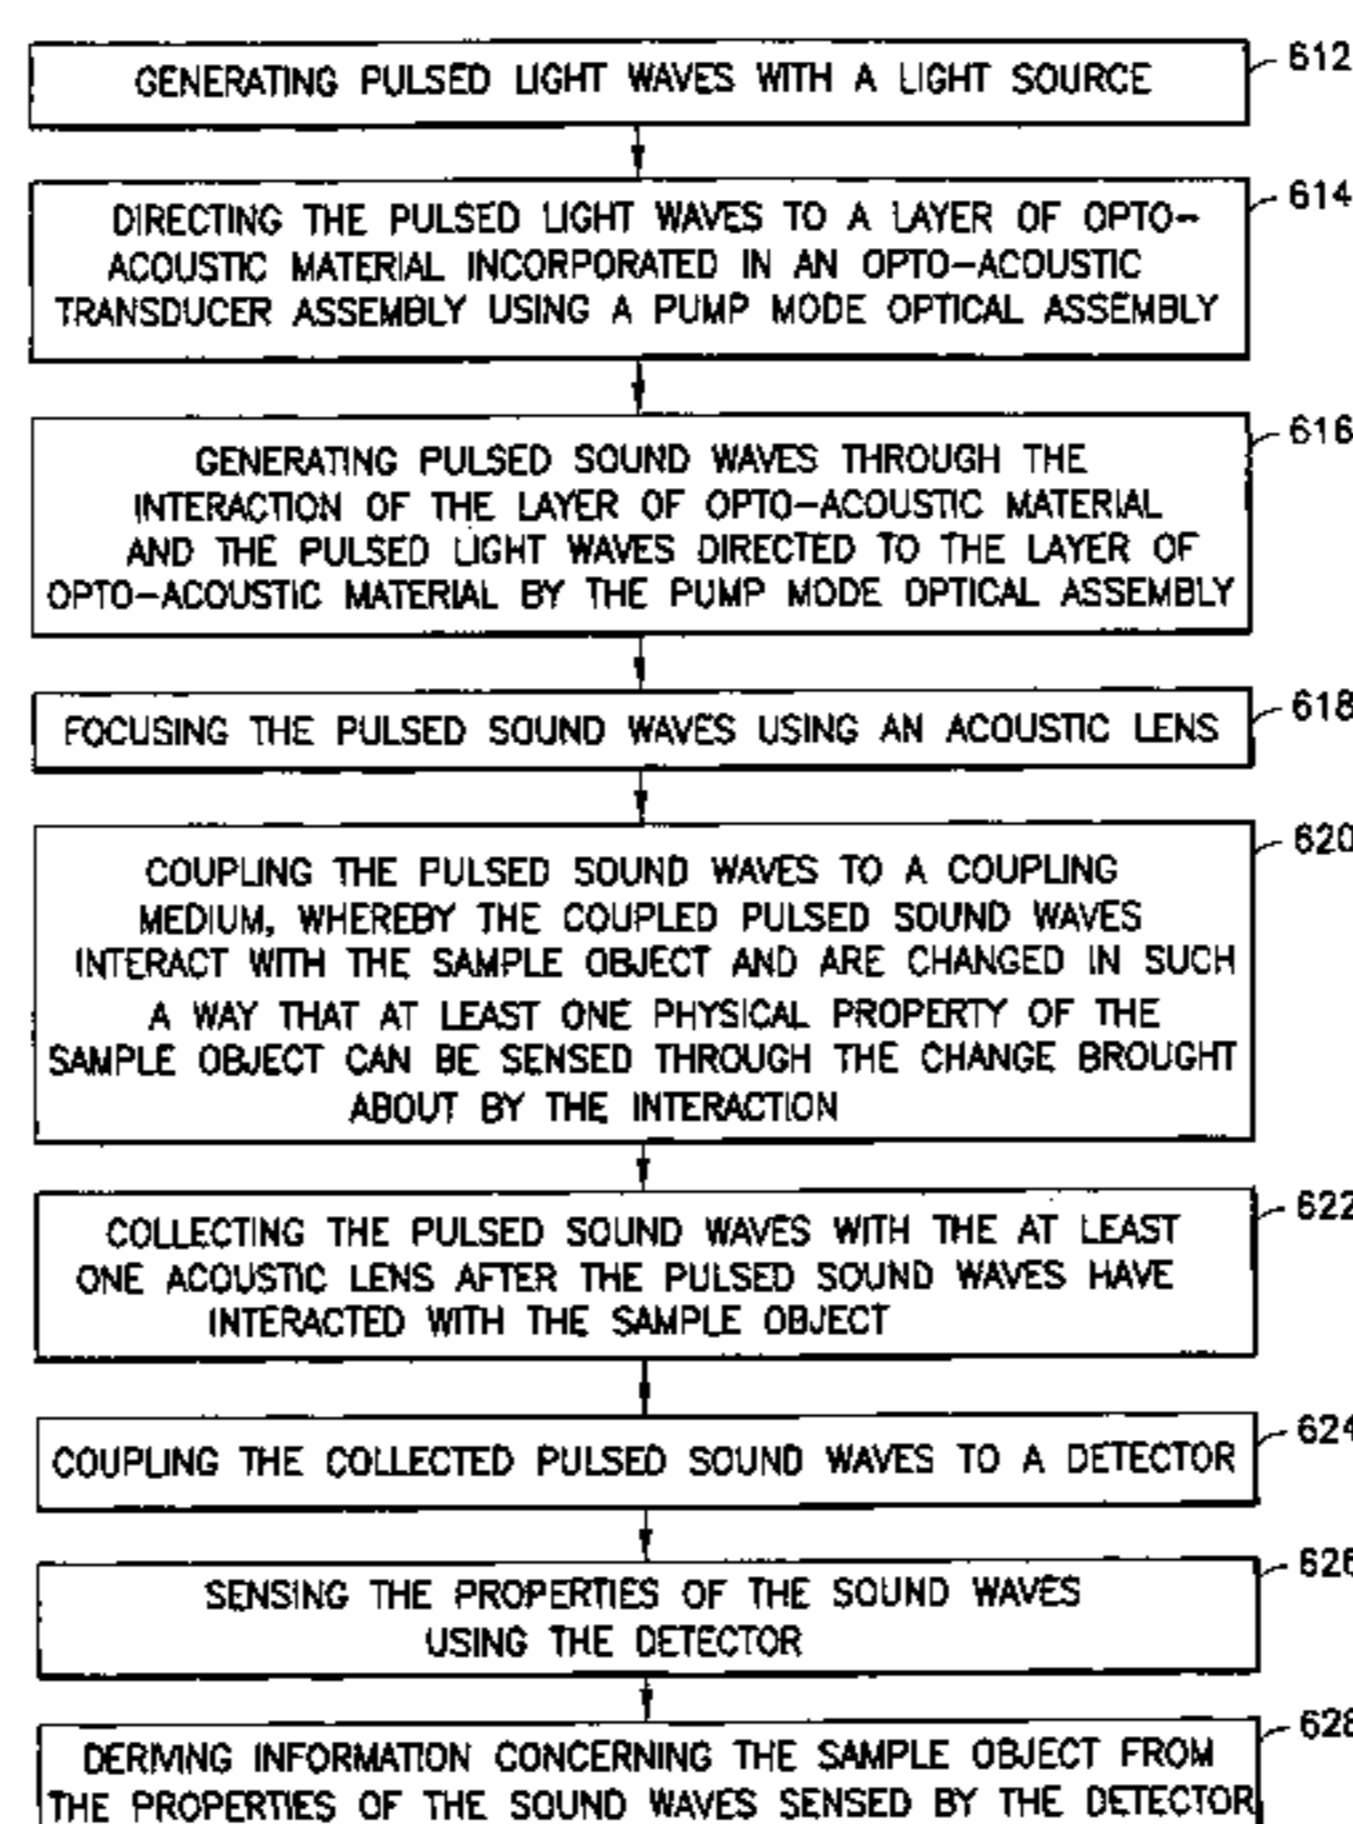 GENERATING PULSED LIGHT WAVES WITH A LIGHT SOURCE
612
DIRECTING THE PULSED LIGHT WAVES TO A LAYER OF OPTO-
ACOUSTIC MATERIAL INCORPORATED IN AN OPTO-ACOUSTIC
TRANSDUCER ASSEMBLY USING A PUMP MODE OPTICAL ASSEMBLY
614
GENERATING PULSED SOUND WAVES THROUGH THE
INTERACTION OF THE LAYER OF OPTO-ACOUSTIC MATERIAL
AND THE PULSED LIGHT WAVES DIRECTED TO THE LAYER OF
OPTO-ACOUSTIC MATERIAL BY THE PUMP MODE OPTICAL ASSEMBLY
616
FOCUSING THE PULSED SOUND WAVES USING AN ACOUSTIC LENS
618
COUPLING THE PULSED SOUND WAVES TO A COUPLING
MEDIUM, WHEREBY THE COUPLED PULSED SOUND WAVES
INTERACT WITH THE SAMPLE OBJECT AND ARE CHANGED IN SUCH
A WAY THAT AT LEAST ONE PHYSICAL PROPERTY OF THE
SAMPLE OBJECT CAN BE SENSED THROUGH THE CHANGE BROUGHT
ABOUT BY THE INTERACTION
620
COLLECTING THE PULSED SOUND WAVES WITH THE AT LEAST
ONE ACOUSTIC LENS AFTER THE PULSED SOUND WAVES HAVE
INTERACTED WITH THE SAMPLE OBJECT
622
COUPLING THE COLLECTED PULSED SOUND WAVES TO A DETECTOR
624
SENSING THE PROPERTIES OF THE SOUND WAVES
USING THE DETECTOR
626
DERIVING INFORMATION CONCERNING THE SAMPLE OBJECT FROM
THE PROPERTIES OF THE SOUND WAVES SENSED BY THE DETECTOR
628